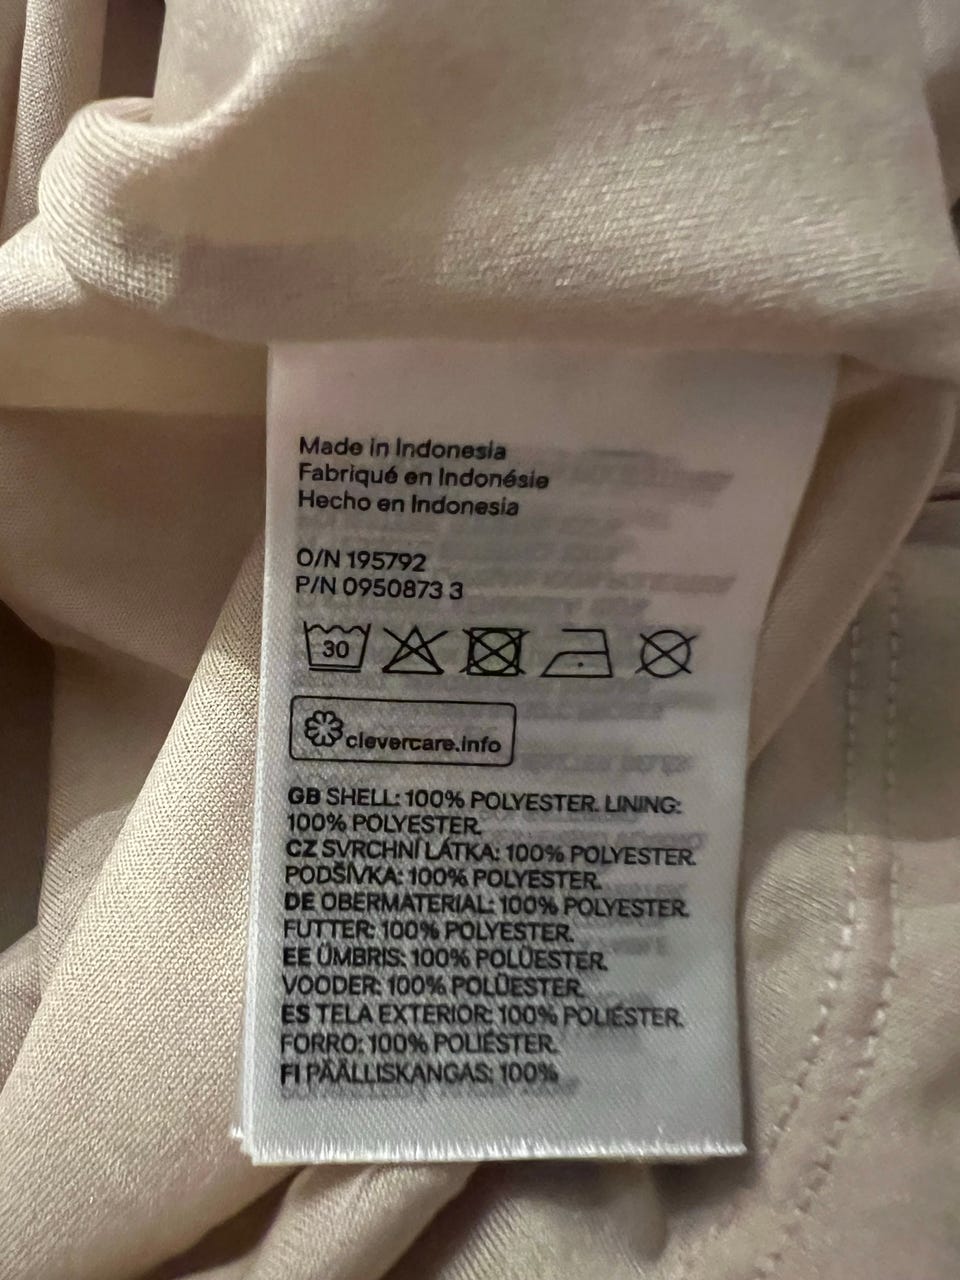 Made in Indonesia
Fabriqué en Indonésie
Hecho en Indonesia
O/N 195792
P/N 0950873 3
30
clevercare.info
GB SHELL: 100% POLYESTER. LINING:
100% POLYESTER.
CZ SVRCHNÍ LÁTKA: 100% POLYESTER.
PODŠÍVKA: 100% POLYESTER.
DE OBERMATERIAL: 100% POLYESTER.
FUTTER: 100% POLYESTER.
EE ÜMBRIS: 100% POLÜESTER.
VOODER: 100% POLÜESTER.
ES TELA EXTERIOR: 100% POLIÉSTER.
FORRO: 100% POLIÉSTER.
FI PÄÄLLISKANGAS: 100%